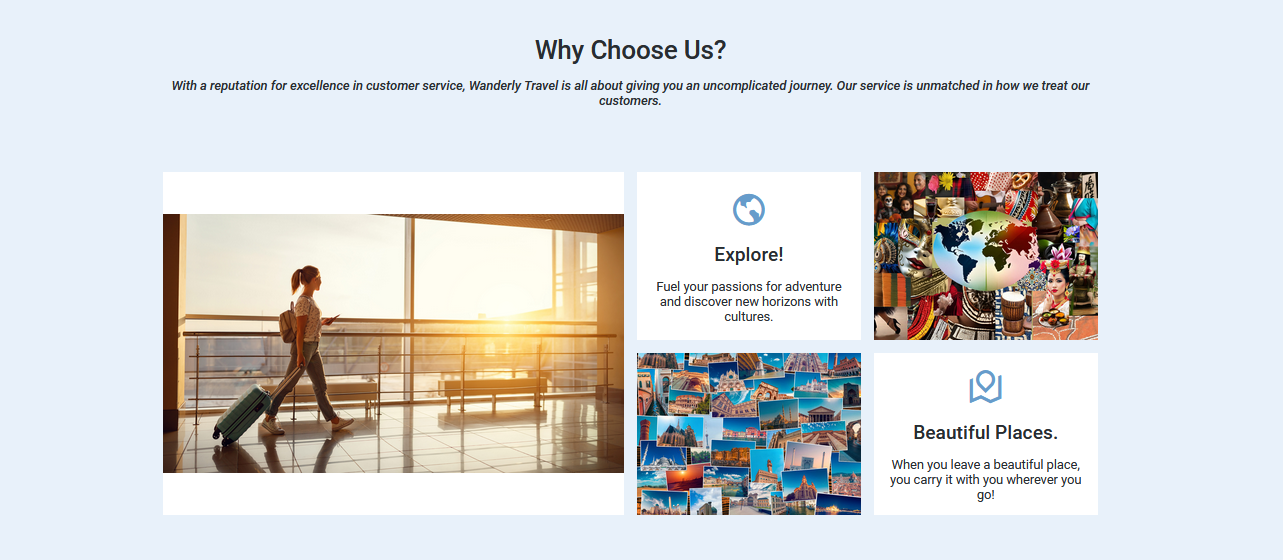 Why Choose Us?
With a reputation for excellence in customer service, Wanderly Travel is all about giving you an uncomplicated journey. Our service is unmatched in how we treat our
customers.
Explore!
Fuel your passions for adventure
and discover new horizons with
cultures.
Beautiful Places.
When you leave a beautiful place,
you carry it with you wherever you
go!